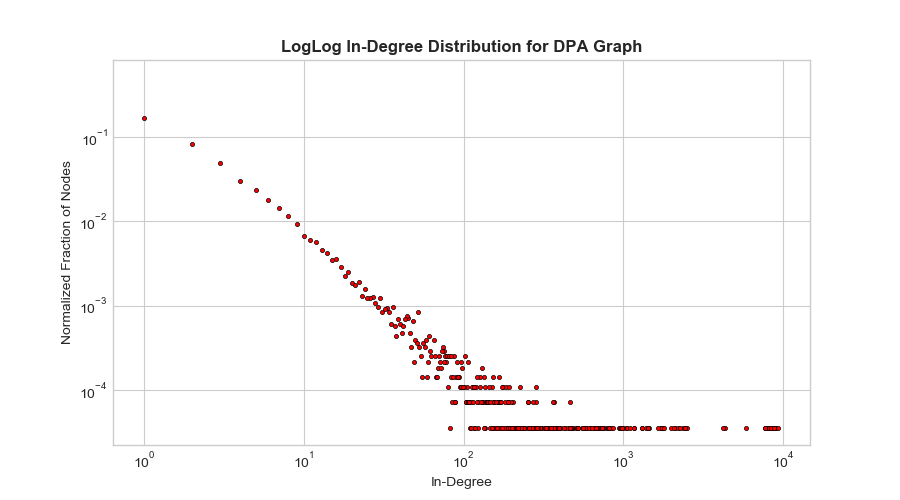 LogLog In-Degree Distribution for DPA Graph
Normalized Fraction of Nodes
10⁻¹
10⁻²
10⁻³
10⁻⁴
10⁰ 10¹ 10² 10³ 10⁴
In-Degree